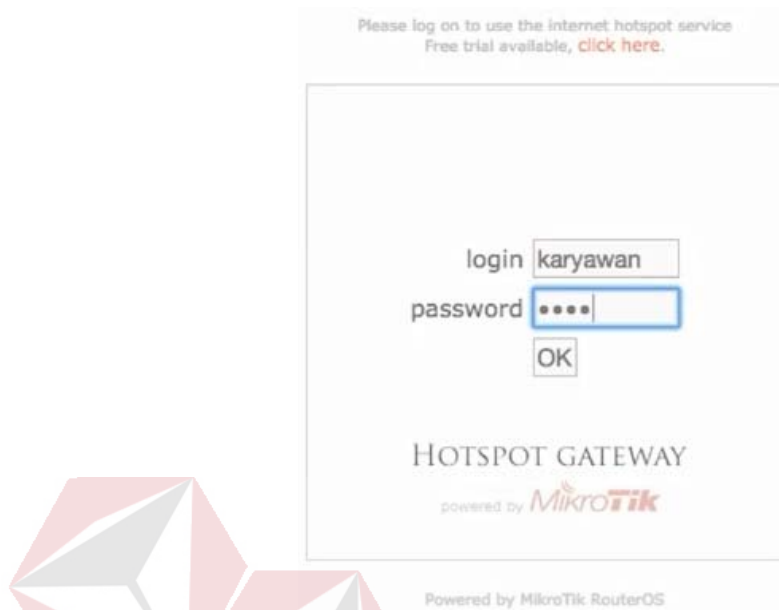 Please log on to use the internet hotspot service
Free trial available, click here.
login karyawan
password ••••
OK
HOTSPOT GATEWAY
powered by MikroTik
Powered by MikroTik RouterOS